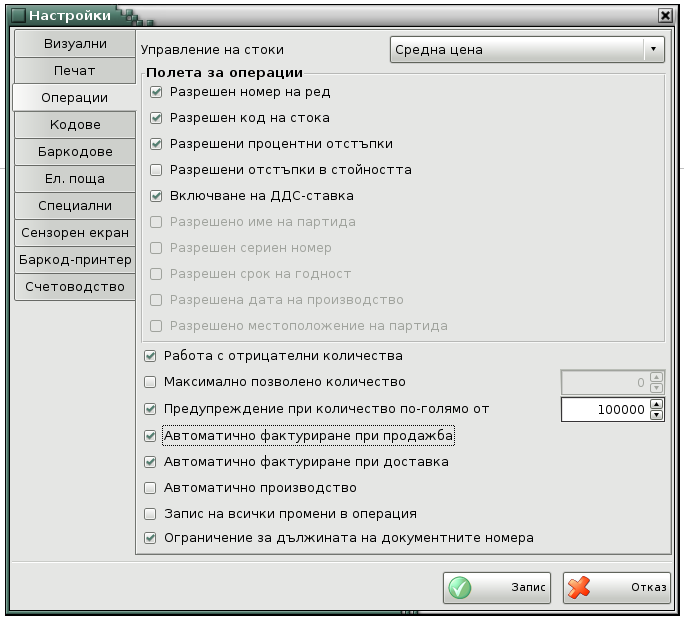 Настройки
Визуални
Печат
Операции
Кодове
Баркодове
Ел. поща
Специални
Сензорен екран
Баркод-принтер
Счетоводство
Управление на стоки
Средна цена
Полета за операции
Разрешен номер на ред
Разрешен код на стока
Разрешени процентни отстъпки
Разрешени отстъпки в стойността
Включване на ДДС-ставка
Разрешено име на партида
Разрешен сериен номер
Разрешен срок на годност
Разрешена дата на производство
Разрешено местоположение на партида
Работа с отрицателни количества
Максимално позволено количество 0
Предупреждение при количество по-голямо от 100000
Автоматично фактуриране при продажба
Автоматично фактуриране при доставка
Автоматично производство
Запис на всички промени в операция
Ограничение за дължината на документните номера
Запис Отказ